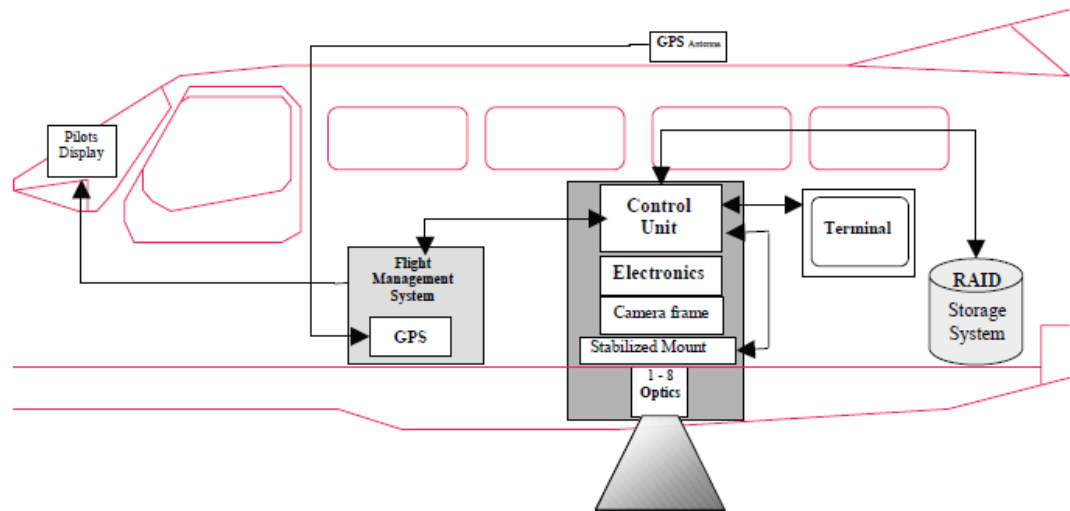 GPS Antenna
Pilots
Display
Control
Unit
Terminal
Flight
Management
System
GPS
Electronics
Camera frame
Stabilized Mount
1 - 8
Optics
RAID
Storage
System